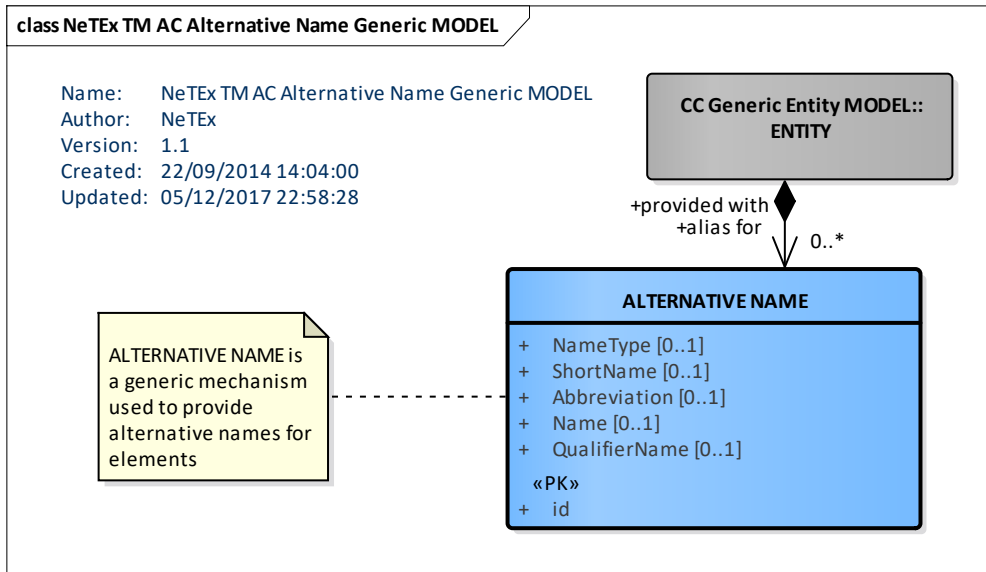 class NeTEx TM AC Alternative Name Generic MODEL
Name: NeTEx TM AC Alternative Name Generic MODEL
Author: NeTEx
Version: 1.1
Created: 22/09/2014 14:04:00
Updated: 05/12/2017 22:58:28
CC Generic Entity MODEL::
ENTITY
+provided with
+alias for
0..*
ALTERNATIVE NAME
+ NameType [0..1]
+ ShortName [0..1]
+ Abbreviation [0..1]
+ Name [0..1]
+ QualifierName [0..1]
«PK»
+ id
ALTERNATIVE NAME is
a generic mechanism
used to provide
alternative names for
elements